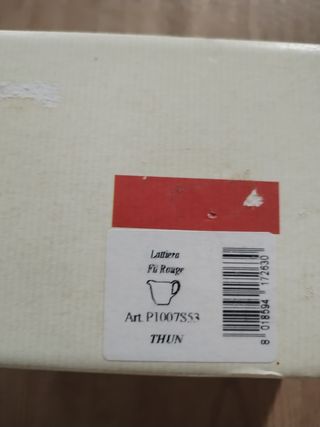 Lattiera
Fil Rouge
Art. P1007S53
THUN
8 018594 172630